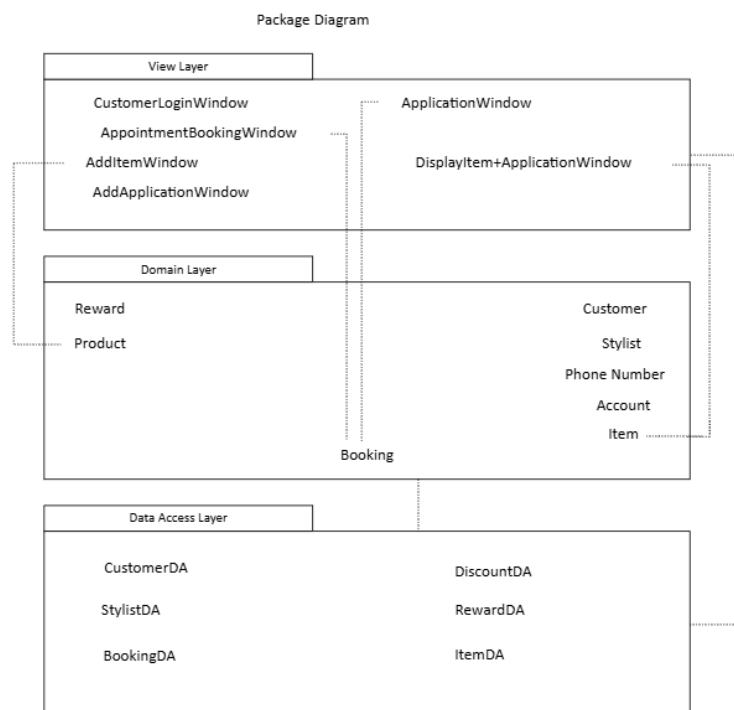 Package Diagram
View Layer
CustomerLoginWindow
ApplicationWindow
AppointmentBookingWindow
AddItemWindow
DisplayItem+ApplicationWindow
AddApplicationWindow
Domain Layer
Reward
Customer
Product
Stylist
Phone Number
Account
Item
Booking
Data Access Layer
CustomerDA
DiscountDA
StylistDA
RewardDA
BookingDA
ItemDA